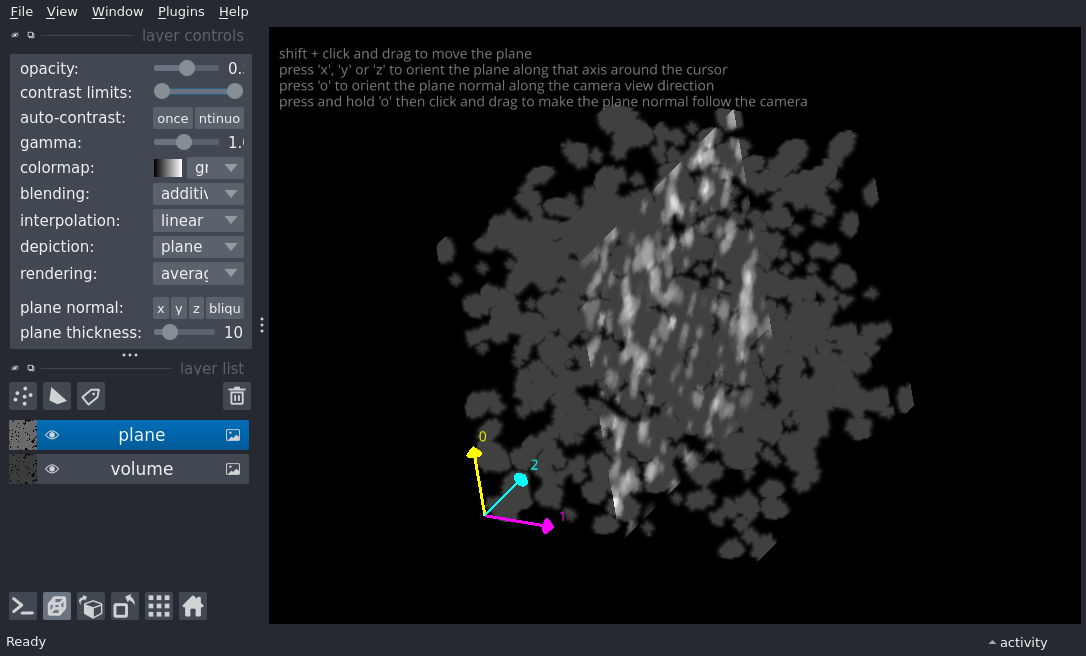 File View Window Plugins Help
layer controls
opacity: 0.
contrast limits:
auto-contrast: once ntinuo
gamma: 1.
colormap: gr
blending: additiv
interpolation: linear
depiction: plane
rendering: averag
plane normal: x y z bliqu
plane thickness: 10
layer list
plane
volume
Ready
shift + click and drag to move the plane
press 'x', 'y' or 'z' to orient the plane along that axis around the cursor
press 'o' to orient the plane normal along the camera view direction
press and hold 'o' then click and drag to make the plane normal follow the camera
0
2
1
activity